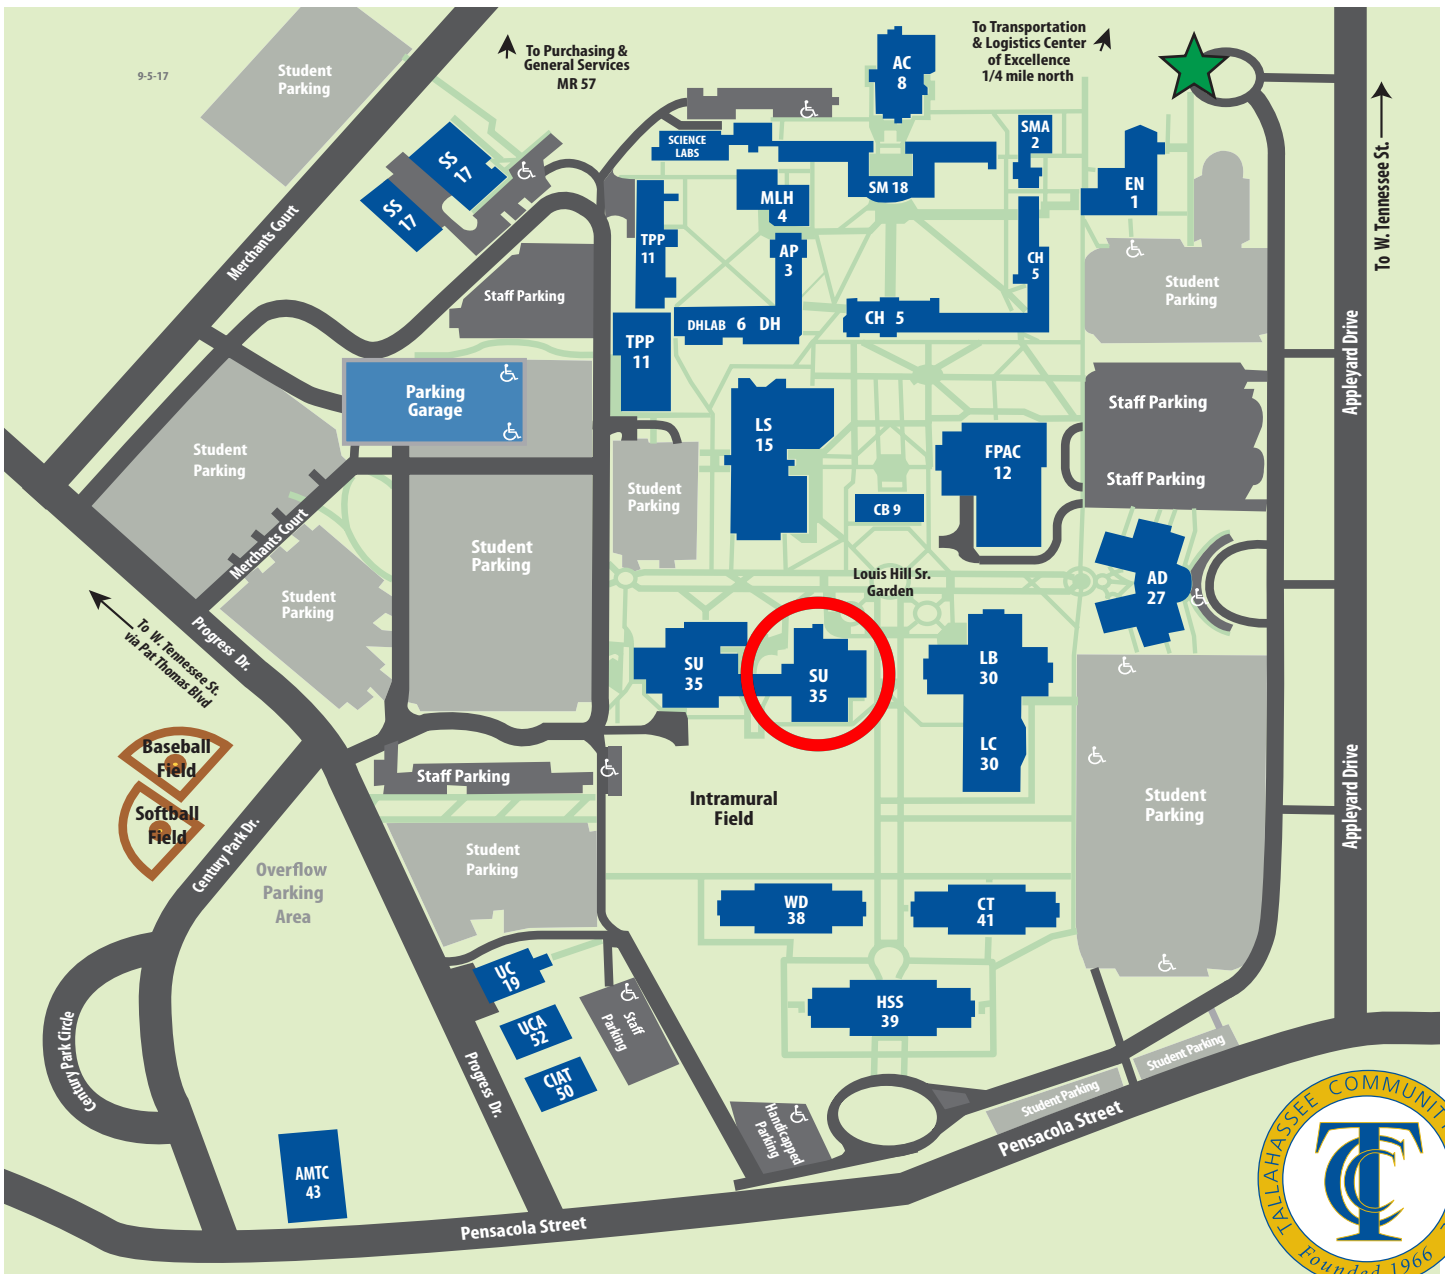 9-5-17
Student
Parking
To Purchasing &
General Services
MR 57
To Transportation
& Logistics Center
of Excellence
1/4 mile north
AC
8
SCIENCE
LABS
SMA
2
SS
17
SS
17
SM 18
EN
1
MLH
4
TPP
11
AP
3
CH
5
To W. Tennessee St.
Merchants Court
Staff Parking
Student
Parking
DHLAB 6 DH
CH 5
TPP
11
Parking
Garage
Appleyard Drive
Staff Parking
LS
15
FPAC
12
Student
Parking
Staff Parking
Student
Parking
CB 9
Merchants Court
Student
Parking
Louis Hill Sr.
Garden
AD
27
Student
Parking
Progress Dr.
To W. Tennessee St.
via Pat Thomas Blvd
SU
35
SU
35
LB
30
LC
30
Baseball
Field
Softball
Field
Staff Parking
Intramural
Field
Student
Parking
Appleyard Drive
Century Park Dr.
Overflow
Parking
Area
Student
Parking
WD
38
CT
41
UC
19
HSS
39
Staff
Parking
UCA
52
Century Park Circle
Progress Dr.
CIAT
50
Student Parking
Student Parking
Handicapped
Parking
Pensacola Street
AMTC
43
Pensacola Street
TALLAHASSEE COMMUNIT
TCC
Founded 1966